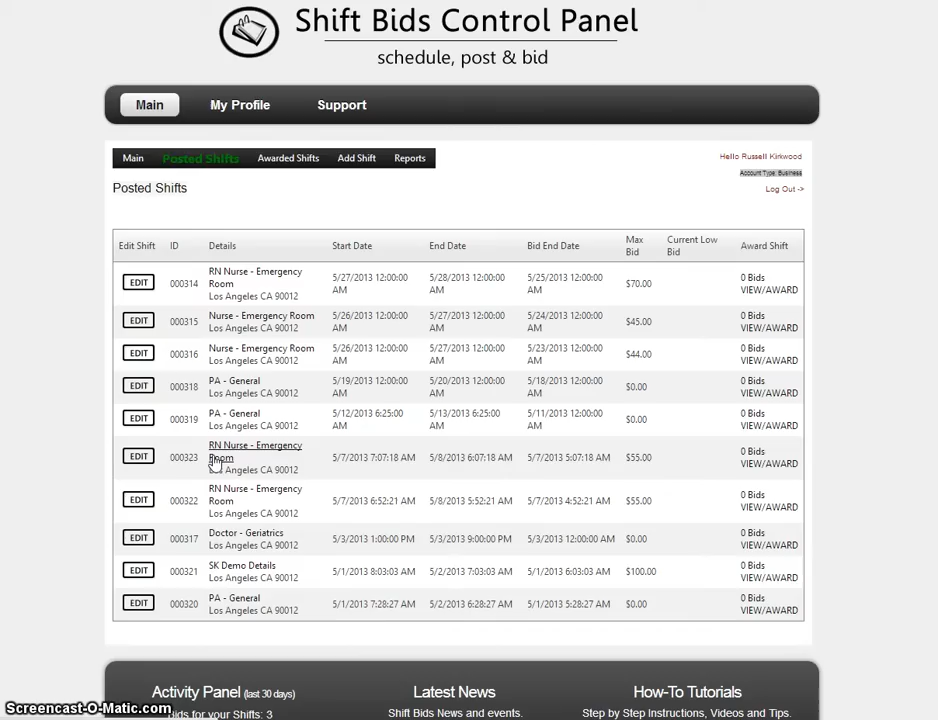 Shift Bids Control Panel
schedule, post & bid
Main My Profile Support
Main Posted Shifts Awarded Shifts Add Shift Reports
Hello Russell Kirkwood
Account Type: Business
Posted Shifts
Log Out ->
Edit Shift ID Details Start Date End Date Bid End Date Max Bid Current Low Bid Award Shift
EDIT 000314 RN Nurse - Emergency Room Los Angeles CA 90012 5/27/2013 12:00:00 AM 5/28/2013 12:00:00 AM 5/25/2013 12:00:00 AM $70.00 0 Bids VIEW/AWARD
EDIT 000315 Nurse - Emergency Room Los Angeles CA 90012 5/26/2013 12:00:00 AM 5/27/2013 12:00:00 AM 5/24/2013 12:00:00 AM $45.00 0 Bids VIEW/AWARD
EDIT 000316 Nurse - Emergency Room Los Angeles CA 90012 5/26/2013 12:00:00 AM 5/27/2013 12:00:00 AM 5/23/2013 12:00:00 AM $44.00 0 Bids VIEW/AWARD
EDIT 000318 PA - General Los Angeles CA 90012 5/19/2013 12:00:00 AM 5/20/2013 12:00:00 AM 5/18/2013 12:00:00 AM $0.00 0 Bids VIEW/AWARD
EDIT 000319 PA - General Los Angeles CA 90012 5/12/2013 6:25:00 AM 5/13/2013 6:25:00 AM 5/11/2013 12:00:00 AM $0.00 0 Bids VIEW/AWARD
EDIT 000323 RN Nurse - Emergency Room Los Angeles CA 90012 5/7/2013 7:07:18 AM 5/8/2013 6:07:18 AM 5/7/2013 5:07:18 AM $55.00 0 Bids VIEW/AWARD
EDIT 000322 RN Nurse - Emergency Room Los Angeles CA 90012 5/7/2013 6:52:21 AM 5/8/2013 5:52:21 AM 5/7/2013 4:52:21 AM $55.00 0 Bids VIEW/AWARD
EDIT 000317 Doctor - Geriatrics Los Angeles CA 90012 5/3/2013 1:00:00 PM 5/3/2013 9:00:00 PM 5/3/2013 12:00:00 AM $0.00 0 Bids VIEW/AWARD
EDIT 000321 SK Demo Details Los Angeles CA 90012 5/1/2013 8:03:03 AM 5/2/2013 7:03:03 AM 5/1/2013 6:03:03 AM $100.00 0 Bids VIEW/AWARD
EDIT 000320 PA - General Los Angeles CA 90012 5/1/2013 7:28:27 AM 5/2/2013 6:28:27 AM 5/1/2013 5:28:27 AM $0.00 0 Bids VIEW/AWARD
Activity Panel (last 30 days) Latest News How-To Tutorials
Bids for your Shifts: 3 Shift Bids News and events. Step by Step Instructions, Videos and Tips.
Screencast-O-Matic.com